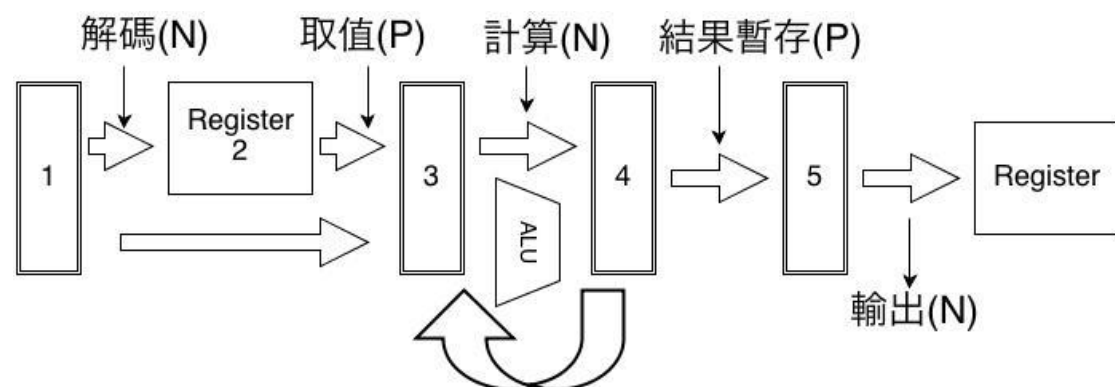 解碼(N)
取值(P)
計算(N)
結果暫存(P)
1
Register
2
3
ALU
4
5
Register
輸出(N)